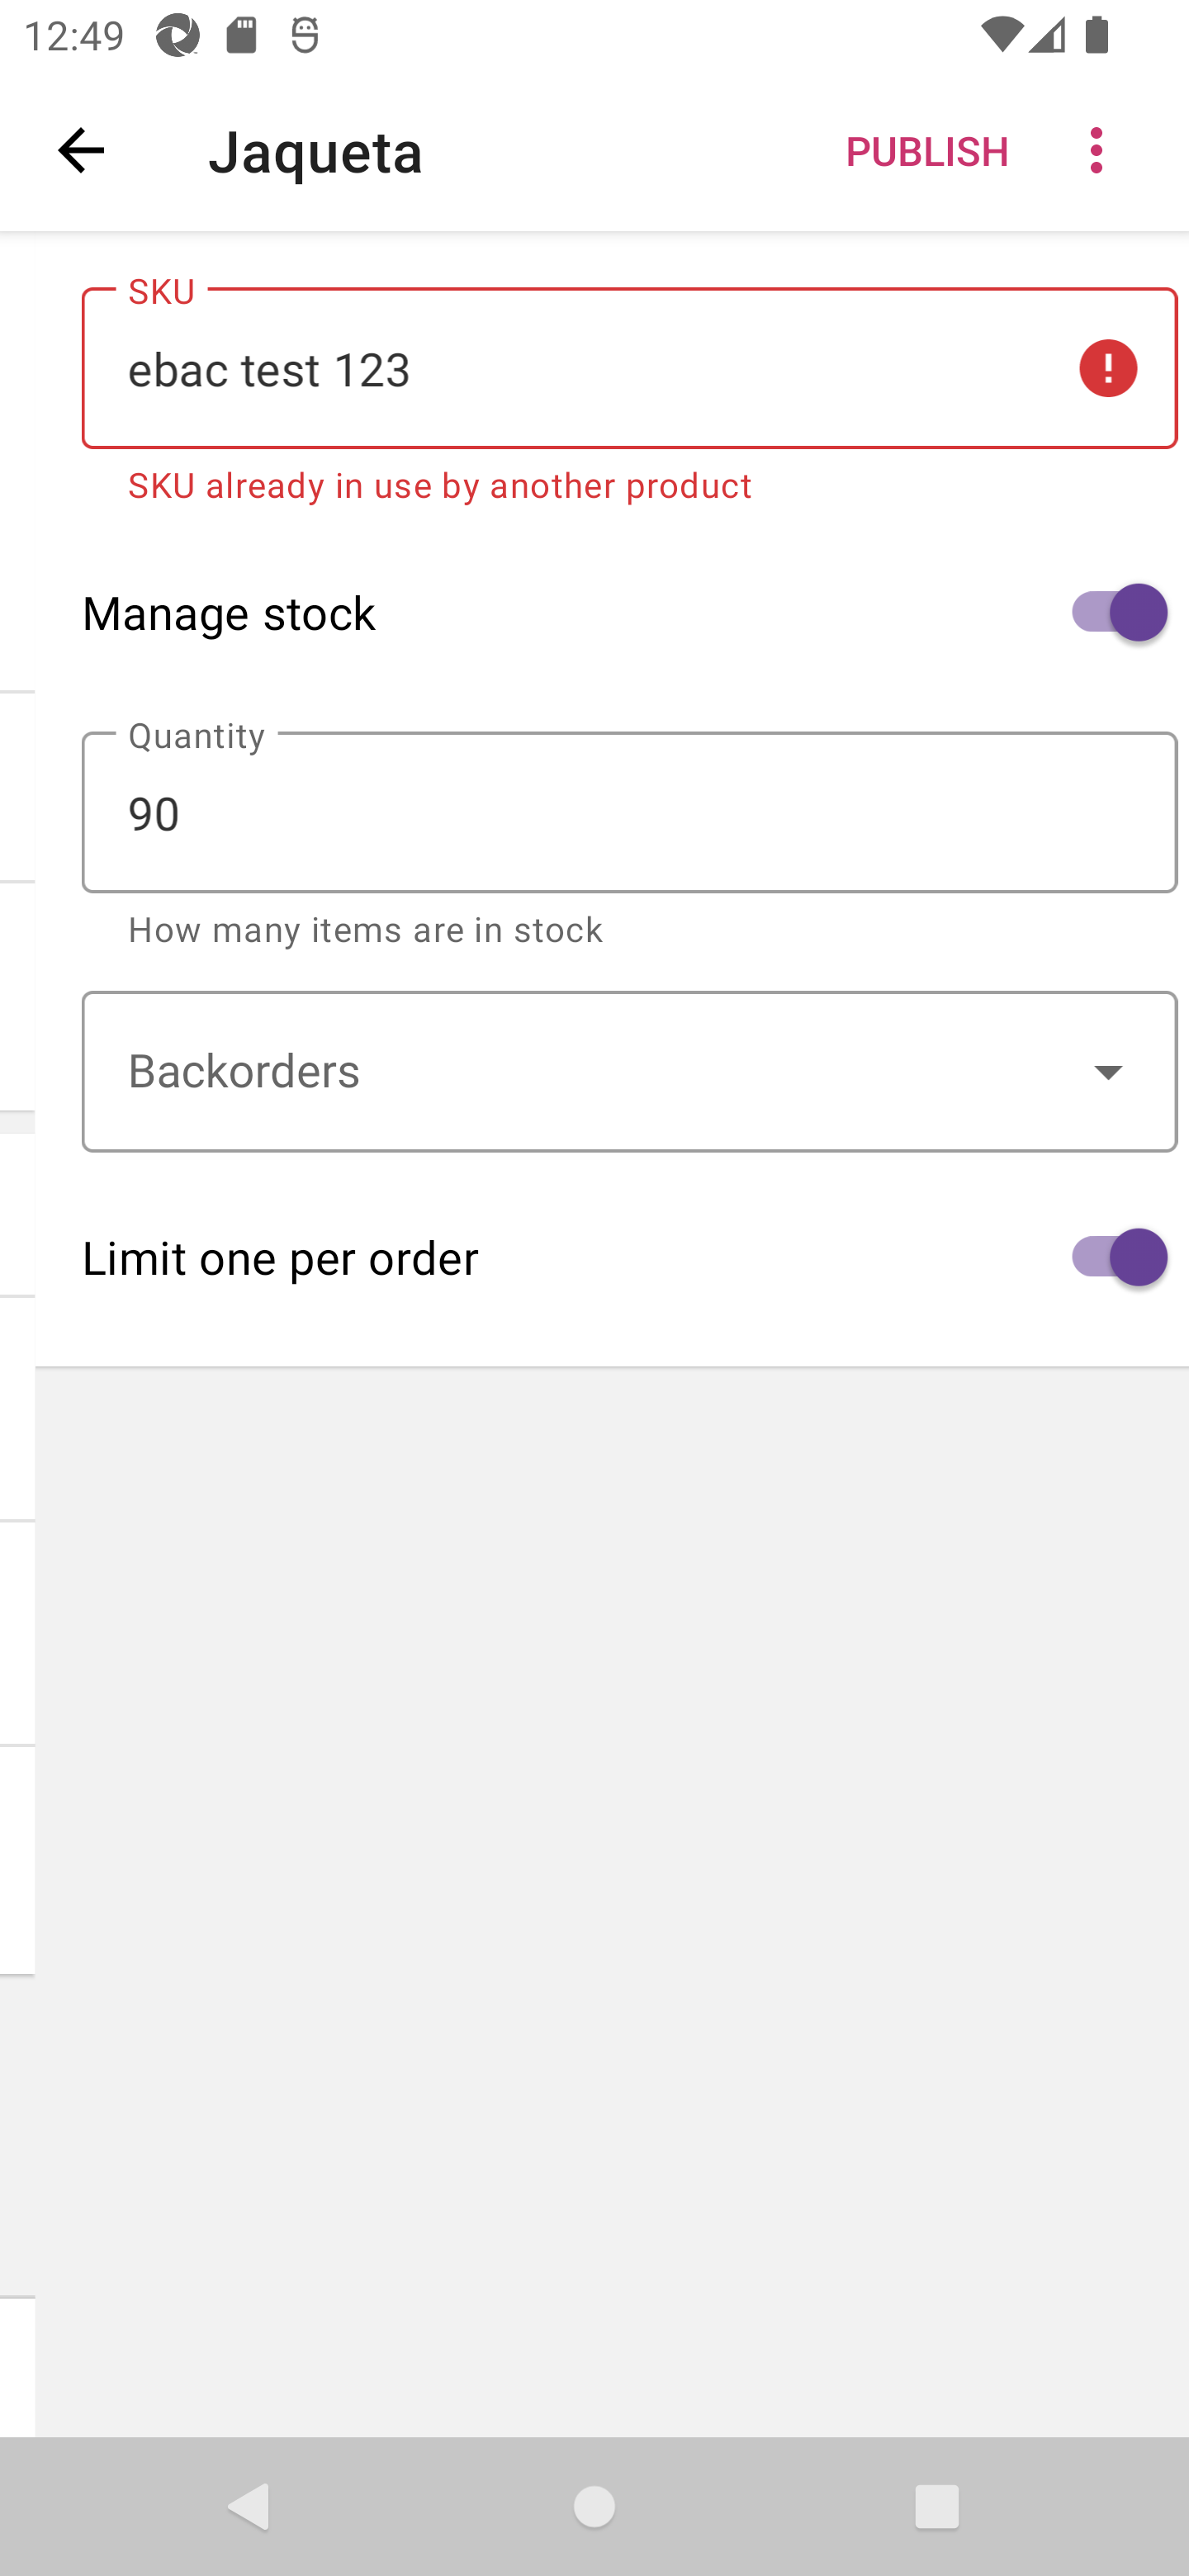 12:49
Jaqueta
PUBLISH
SKU
ebac test 123
SKU already in use by another product
Manage stock
Quantity
90
How many items are in stock
Backorders
Limit one per order